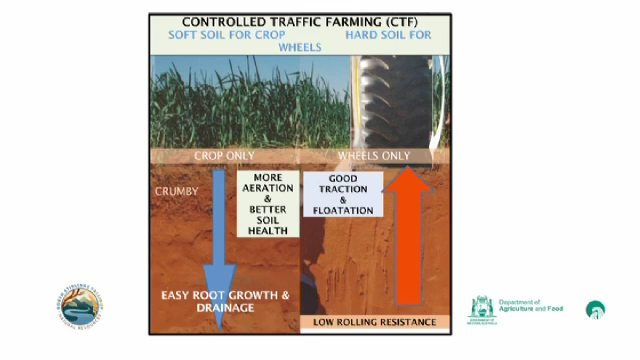 CONTROLLED TRAFFIC FARMING (CTF)
SOFT SOIL FOR CROP HARD SOIL FOR
WHEELS
CROP ONLY WHEELS ONLY
CRUMBY
MORE
AERATION
&
BETTER
SOIL
HEALTH
GOOD
TRACTION
&
FLOATATION
EASY ROOT GROWTH &
DRAINAGE
LOW ROLLING RESISTANCE
Department of
Agriculture and Food